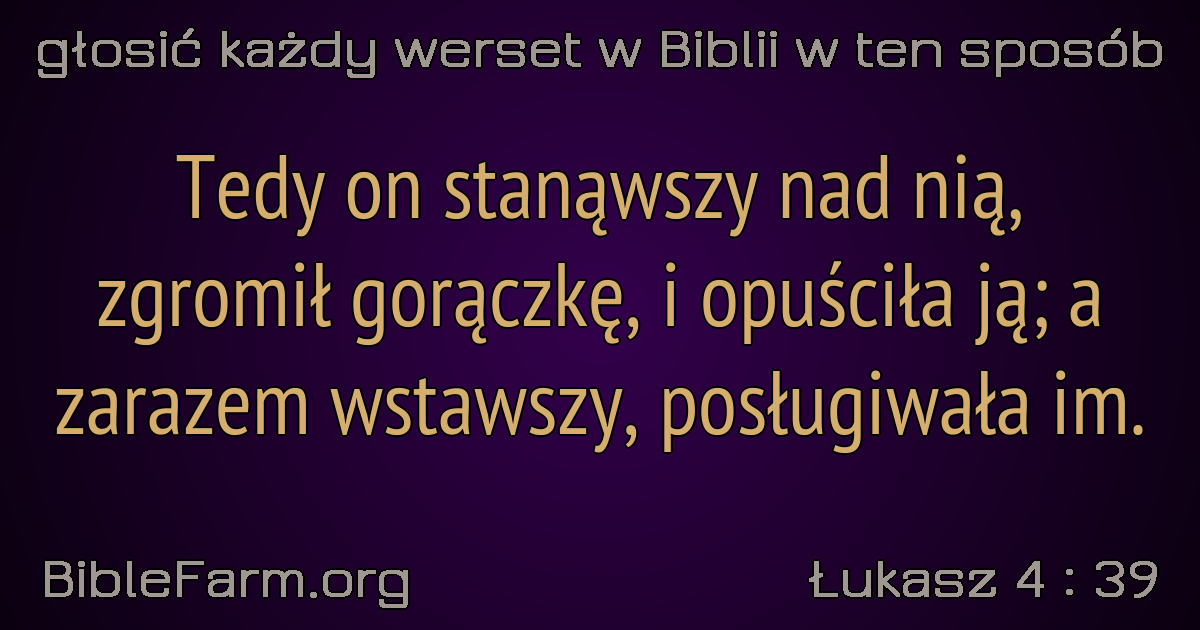 głosić każdy werset w Biblii w ten sposób
Tedy on stanąwszy nad nią,
zgromił gorączkę, i opuściła ją; a
zarazem wstawszy, posługiwała im.
BibleFarm.org
Łukasz 4 : 39